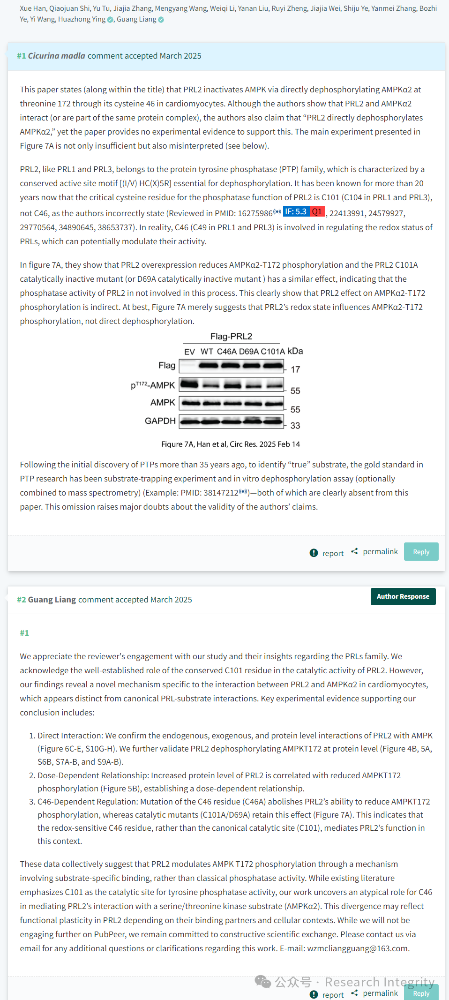 Xue Han, Qiaojuan Shi, Yu Tu, Jiajia Zhang, Mengyang Wang, Weiqi Li, Yanan Liu, Ruyi Zheng, Jiajia Wei, Shiju Ye, Yanmei Zhang, Bozhi
Ye, Yi Wang, Huazhong Ying, Guang Liang
#1 Cicurina madla comment accepted March 2025
This paper states (along within the title) that PRL2 inactivates AMPK via directly dephosphorylating AMPKα2 at
threonine 172 through its cysteine 46 in cardiomyocytes. Although the authors show that PRL2 and AMPKα2
interact (or are part of the same protein complex), the authors also claim that “PRL2 directly dephosphorylates
AMPKα2,” yet the paper provides no experimental evidence to support this. The main experiment presented in
Figure 7A is not only insufficient but also misinterpreted (see below).
PRL2, like PRL1 and PRL3, belongs to the protein tyrosine phosphatase (PTP) family, which is characterized by a
conserved active site motif [(I/V) HC(X)5R] essential for dephosphorylation. It has been known for more than 20
years now that the critical cysteine residue for the phosphatase function of PRL2 is C101 (C104 in PRL1 and PRL3),
not C46, as the authors incorrectly state (Reviewed in PMID: 16275986 IF: 5.3 Q1 , 22413991, 24579927,
29770564, 34890645, 38653737). In reality, C46 (C49 in PRL1 and PRL3) is involved in regulating the redox status of
PRLs, which can potentially modulate their activity.
In figure 7A, they show that PRL2 overexpression reduces AMPKα2-T172 phosphorylation and the PRL2 C101A
catalytically inactive mutant (or D69A catalytically inactive mutant ) has a similar effect, indicating that the
phosphatase activity of PRL2 in not involved in this process. This clearly show that PRL2 effect on AMPKα2-T172
phosphorylation is indirect. At best, Figure 7A merely suggests that PRL2’s redox state influences AMPKα2-T172
phosphorylation, not direct dephosphorylation.
Flag-PRL2
EV WT C46A D69A C101A kDa
Flag 17
pT172-AMPK 55
AMPK 55
GAPDH 33
Figure 7A, Han et al, Circ Res. 2025 Feb 14
Following the initial discovery of PTPs more than 35 years ago, to identify “true” substrate, the gold standard in
PTP research has been substrate-trapping experiment and in vitro dephosphorylation assay (optionally
combined to mass spectrometry) (Example: PMID: 38147212)—both of which are clearly absent from this
paper. This omission raises major doubts about the validity of the authors’ claims.
report permalink Reply
#2 Guang Liang comment accepted March 2025 Author Response
#1
We appreciate the reviewer's engagement with our study and their insights regarding the PRLs family. We
acknowledge the well-established role of the conserved C101 residue in the catalytic activity of PRL2. However,
our findings reveal a novel mechanism specific to the interaction between PRL2 and AMPKα2 in cardiomyocytes,
which appears distinct from canonical PRL-substrate interactions. Key experimental evidence supporting our
conclusion includes:
1. Direct Interaction: We confirm the endogenous, exogenous, and protein level interactions of PRL2 with AMPK
(Figure 6C-E, S10G-H). We further validate PRL2 dephosphorylating AMPKT172 at protein level (Figure 4B, 5A,
S6B, S7A-B, and S9A-B).
2. Dose-Dependent Relationship: Increased protein level of PRL2 is correlated with reduced AMPKT172
phosphorylation (Figure 5B), establishing a dose-dependent relationship.
3. C46-Dependent Regulation: Mutation of the C46 residue (C46A) abolishes PRL2’s ability to reduce AMPKT172
phosphorylation, whereas catalytic mutants (C101A/D69A) retain this effect (Figure 7A). This indicates that
the redox-sensitive C46 residue, rather than the canonical catalytic site (C101), mediates PRL2’s function in
this context.
These data collectively suggest that PRL2 modulates AMPK T172 phosphorylation through a mechanism
involving substrate-specific binding, rather than classical phosphatase activity. While existing literature
emphasizes C101 as the catalytic site for tyrosine phosphatase activity, our work uncovers an atypical role for C46
in mediating PRL2’s interaction with a serine/threonine kinase substrate (AMPKα2). This divergence may reflect
functional plasticity in PRL2 depending on their binding partners and cellular contexts. While we will not be
engaging further on PubPeer, we remain committed to constructive scientific exchange. Please contact us via
email for any additional questions or clarifications regarding this work. E-mail: wzmcliangguang@163.com.
公众号 · Research Integrity
report permalink Reply